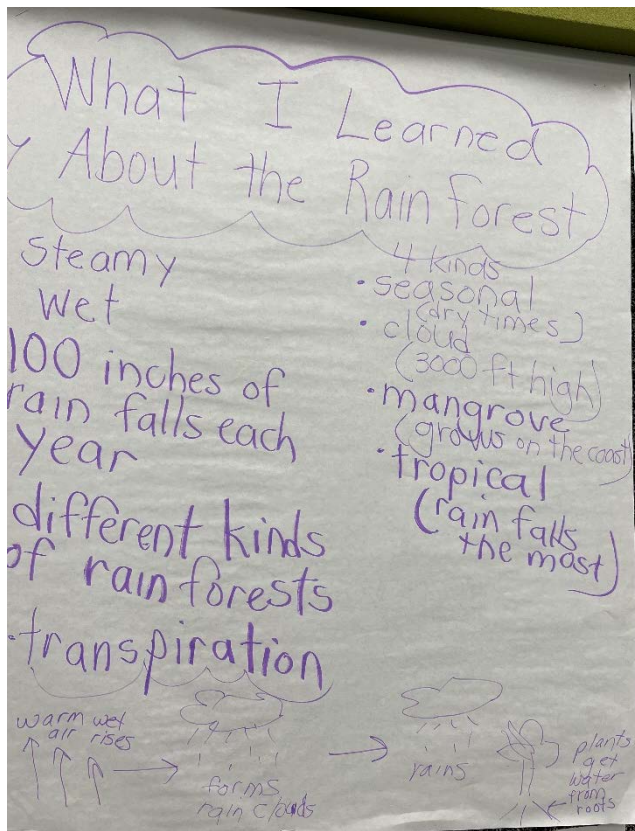 What I Learned
About the Rain forest
steamy
wet
100 inches of
rain falls each
year
different kinds
of rain forests
• transpiration
4 kinds
• seasonal
(dry times)
• cloud
(3000 ft high)
• mangrove
(grows on the coast)
• tropical
(rain falls
the most)
warm wet
air rises
forms
rain clouds
rains
plants
get
water
from
roots